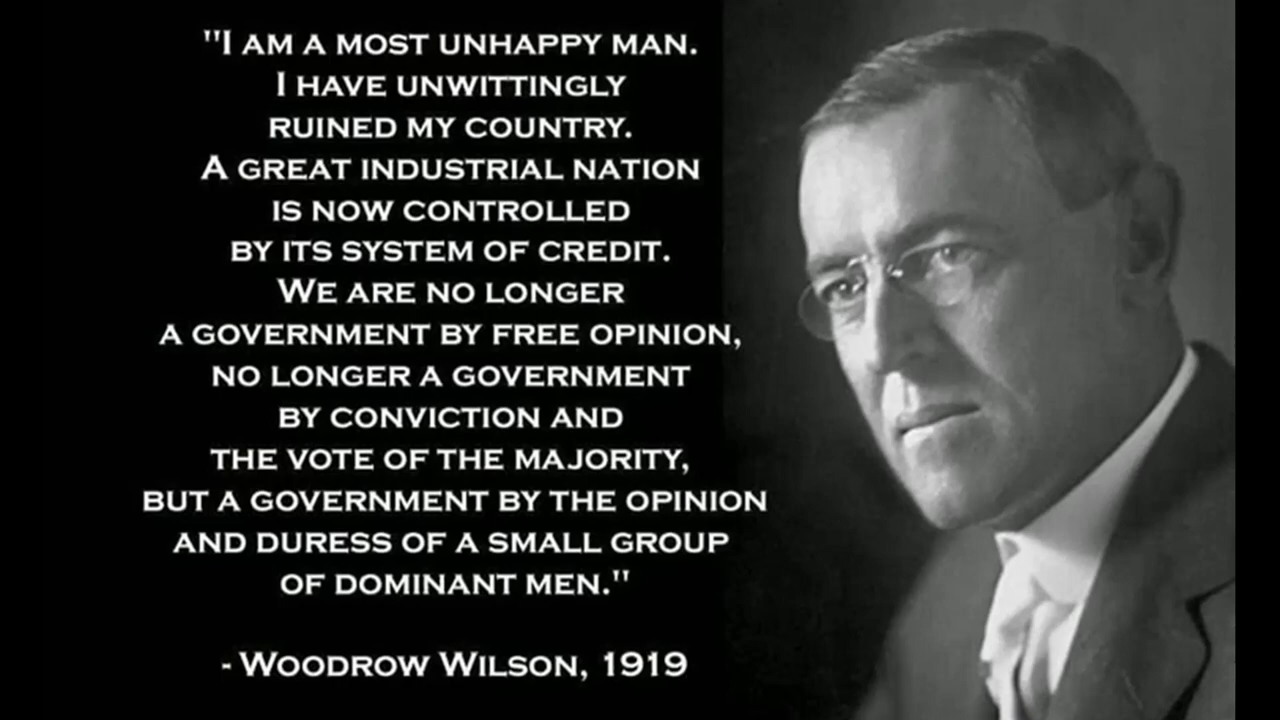 "I AM A MOST UNHAPPY MAN.
I HAVE UNWITTINGLY
RUINED MY COUNTRY.
A GREAT INDUSTRIAL NATION
IS NOW CONTROLLED
BY ITS SYSTEM OF CREDIT.
WE ARE NO LONGER
A GOVERNMENT BY FREE OPINION,
NO LONGER A GOVERNMENT
BY CONVICTION AND
THE VOTE OF THE MAJORITY,
BUT A GOVERNMENT BY THE OPINION
AND DURESS OF A SMALL GROUP
OF DOMINANT MEN."
- WOODROW WILSON, 1919